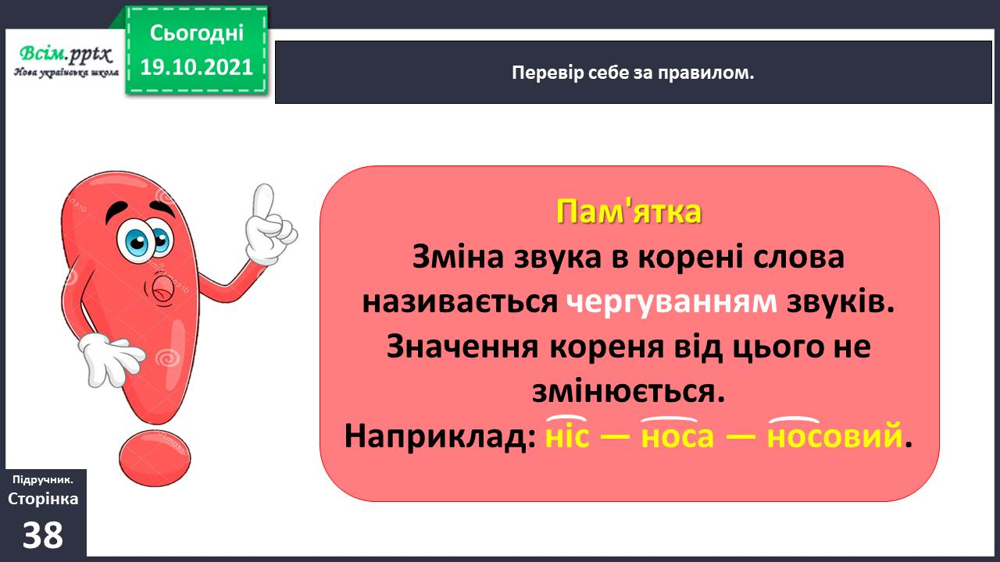 Сьогодні
19.10.2021
Всім.pptx
Нова українська школа
Перевір себе за правилом.
Пам'ятка
Зміна звука в корені слова
називається чергуванням звуків.
Значення кореня від цього не
змінюється.
Наприклад: ніс — носа — носовий.
Підручник.
Сторінка
38